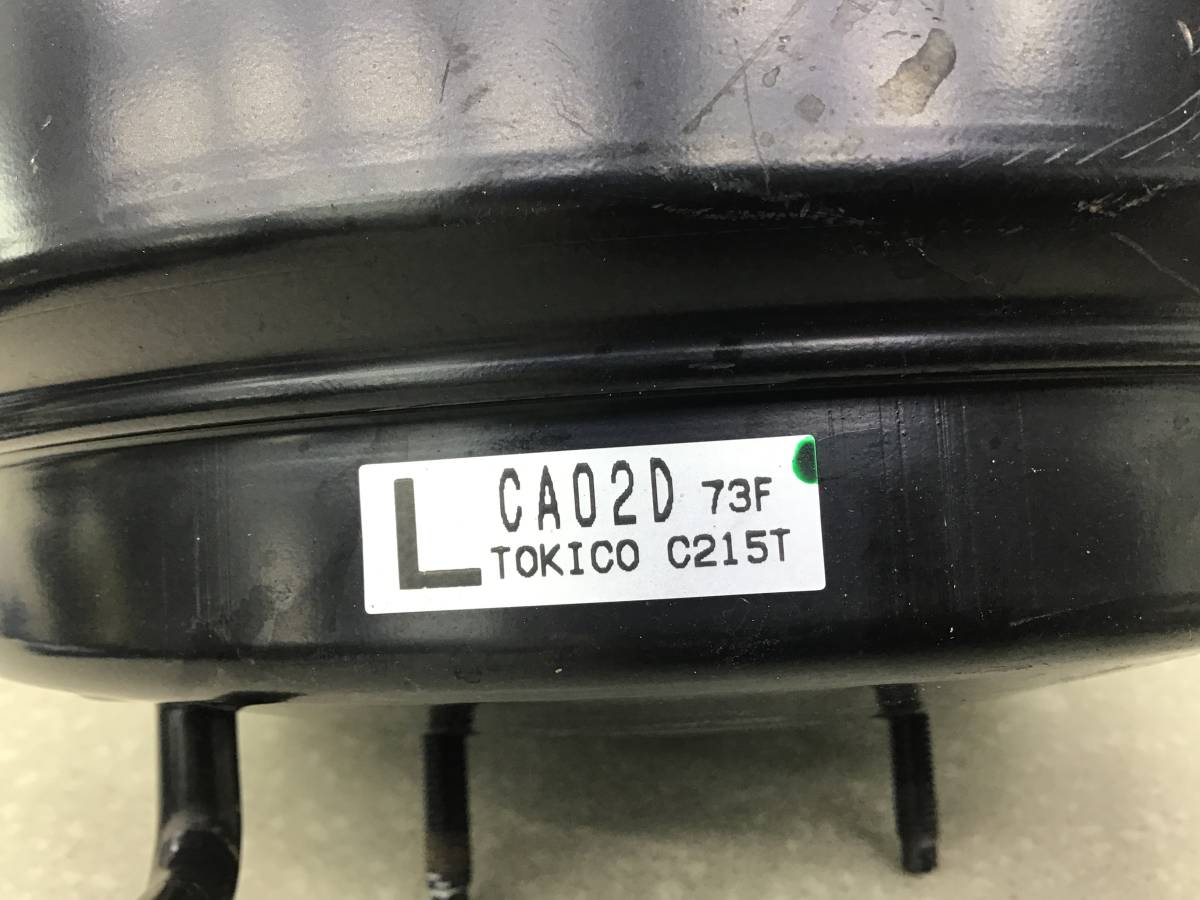 L CA02D 73F
TOKICO C215T